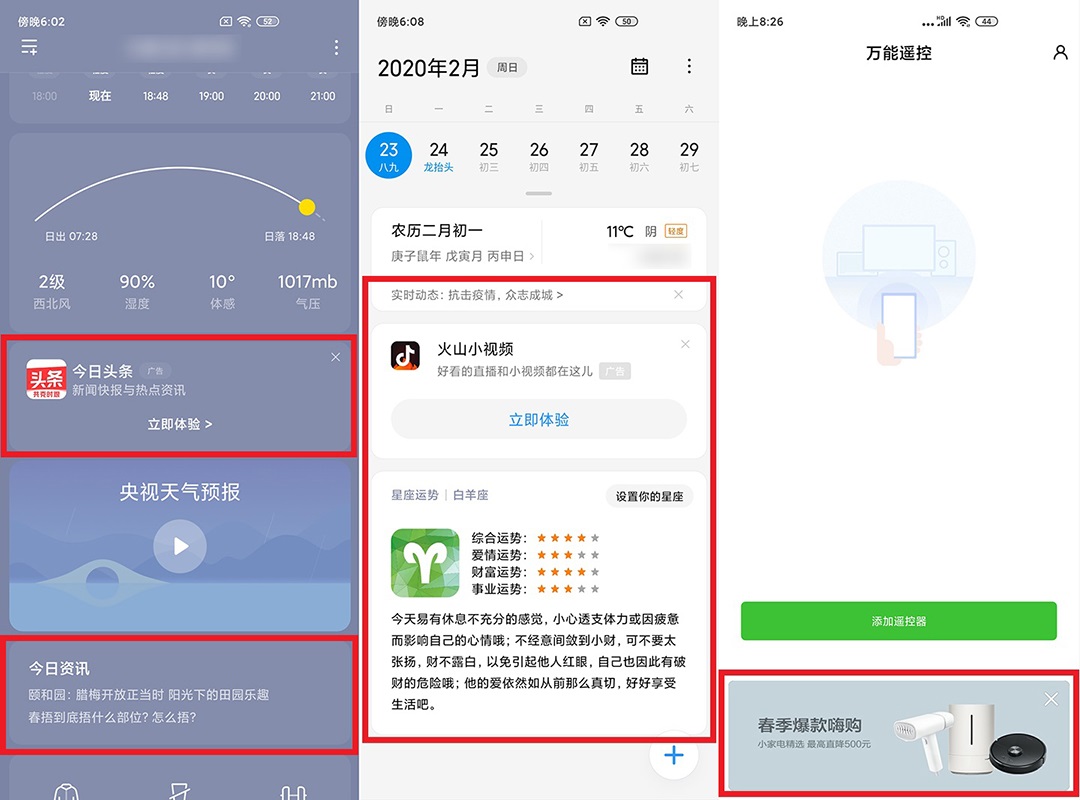 傍晚6:02
52
18:00 现在 18:48 19:00 20:00 21:00
日出 07:28
日落 18:48
2级 90% 10° 1017mb
西北风 湿度 体感 气压
头条
共克时艰
今日头条 广告
新闻快报与热点资讯
立即体验 >
央视天气预报
今日资讯
颐和园：腊梅开放正当时 阳光下的田园乐趣
春捂到底捂什么部位？怎么捂？
傍晚6:08
50
2020年2月 周日
日 一 二 三 四 五 六
23 24 25 26 27 28 29
八九 龙抬头 初三 初四 初五 初六 初七
农历二月初一
11℃ 阴 轻度
庚子鼠年 戊寅月 丙申日 >
实时动态：抗击疫情，众志成城 >
火山小视频
好看的直播和小视频都在这儿 广告
立即体验
星座运势 | 白羊座
设置你的星座
综合运势：
爱情运势：
财富运势：
事业运势：
今天易有休息不充分的感觉，小心透支体力或因疲惫
而影响自己的心情哦；不经意间敛到小财，可不要太
张扬，财不露白，以免引起他人红眼，自己也因此有破
财的危险哦；他的爱依然如从前那么真切，好好享受
生活吧。
晚上8:26
HD
44
万能遥控
添加遥控器
春季爆款嗨购
小家电精选 最高直降500元